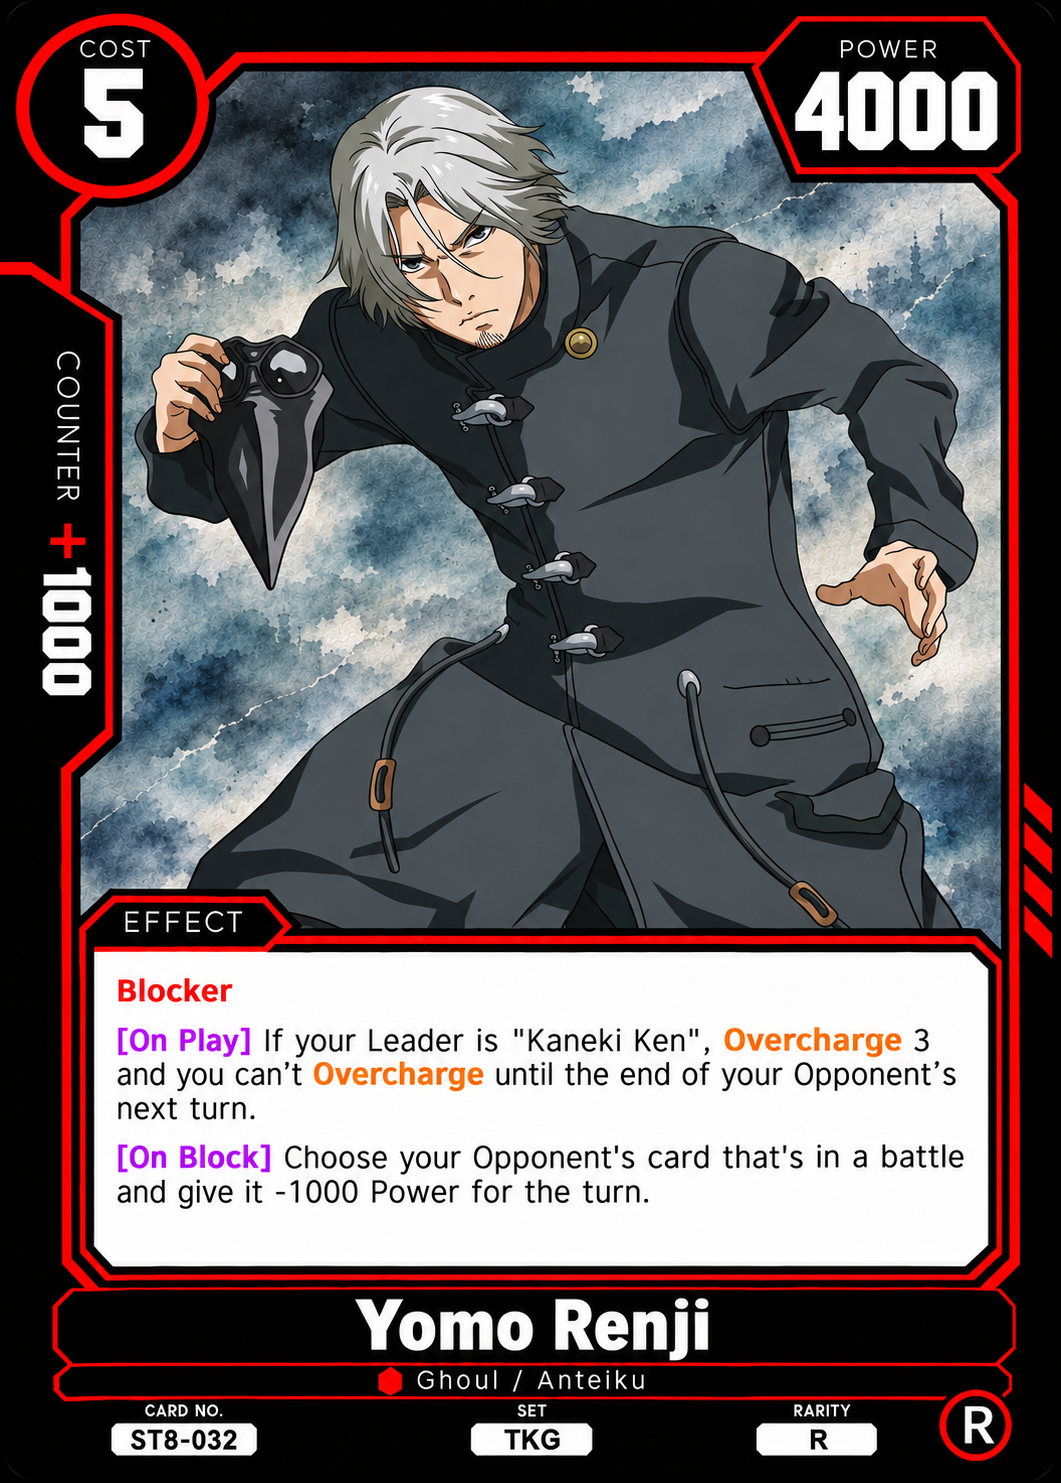 COST
5
POWER
4000
COUNTER +1000
EFFECT
Blocker
[On Play] If your Leader is "Kaneki Ken", Overcharge 3
and you can’t Overcharge until the end of your Opponent’s
next turn.
[On Block] Choose your Opponent's card that's in a battle
and give it -1000 Power for the turn.
Yomo Renji
Ghoul / Anteiku
CARD NO.
ST8-032
SET
TKG
RARITY
R
R